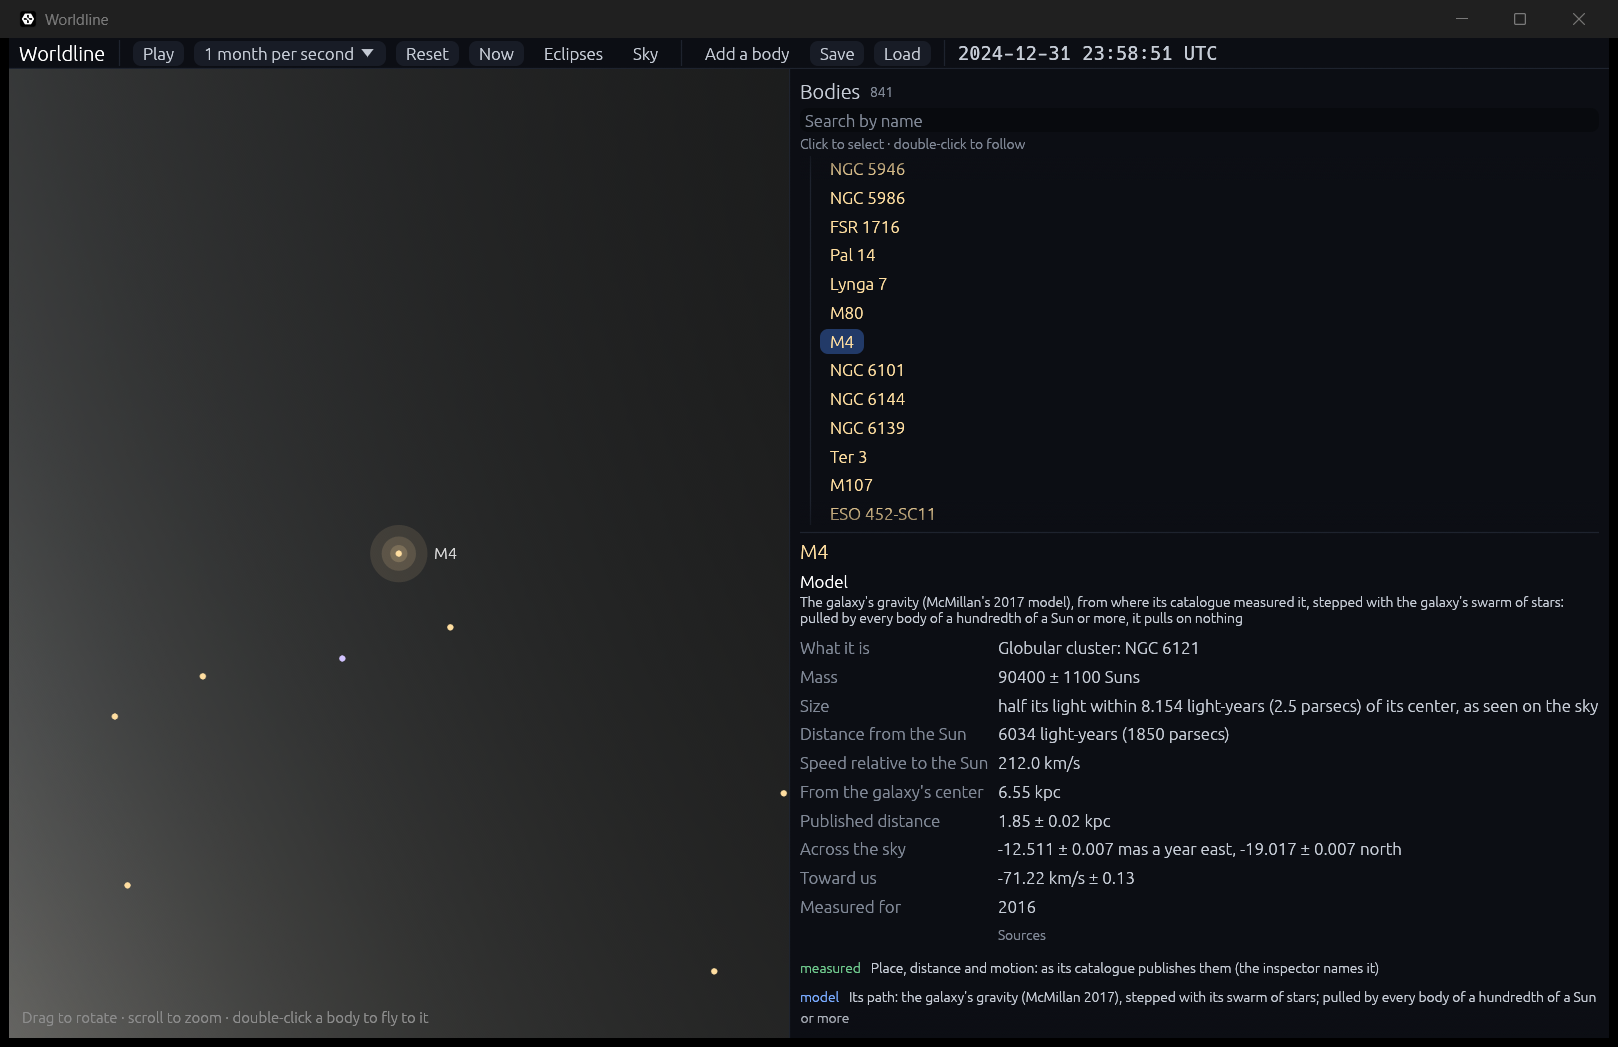 Worldline
Worldline Play 1 month per second Reset Now Eclipses Sky Add a body Save Load 2024-12-31 23:58:51 UTC
Bodies 841
Search by name
Click to select · double-click to follow
NGC 5946
NGC 5986
FSR 1716
Pal 14
Lynga 7
M80
M4
NGC 6101
NGC 6144
NGC 6139
Ter 3
M107
ESO 452-SC11
M4
M4
Model
The galaxy's gravity (McMillan's 2017 model), from where its catalogue measured it, stepped with the galaxy's swarm of stars:
pulled by every body of a hundredth of a Sun or more, it pulls on nothing
What it is Globular cluster: NGC 6121
Mass 90400 ± 1100 Suns
Size half its light within 8.154 light-years (2.5 parsecs) of its center, as seen on the sky
Distance from the Sun 6034 light-years (1850 parsecs)
Speed relative to the Sun 212.0 km/s
From the galaxy's center 6.55 kpc
Published distance 1.85 ± 0.02 kpc
Across the sky -12.511 ± 0.007 mas a year east, -19.017 ± 0.007 north
Toward us -71.22 km/s ± 0.13
Measured for 2016
Sources
measured Place, distance and motion: as its catalogue publishes them (the inspector names it)
model Its path: the galaxy's gravity (McMillan 2017), stepped with its swarm of stars; pulled by every body of a hundredth of a Sun
or more
Drag to rotate · scroll to zoom · double-click a body to fly to it